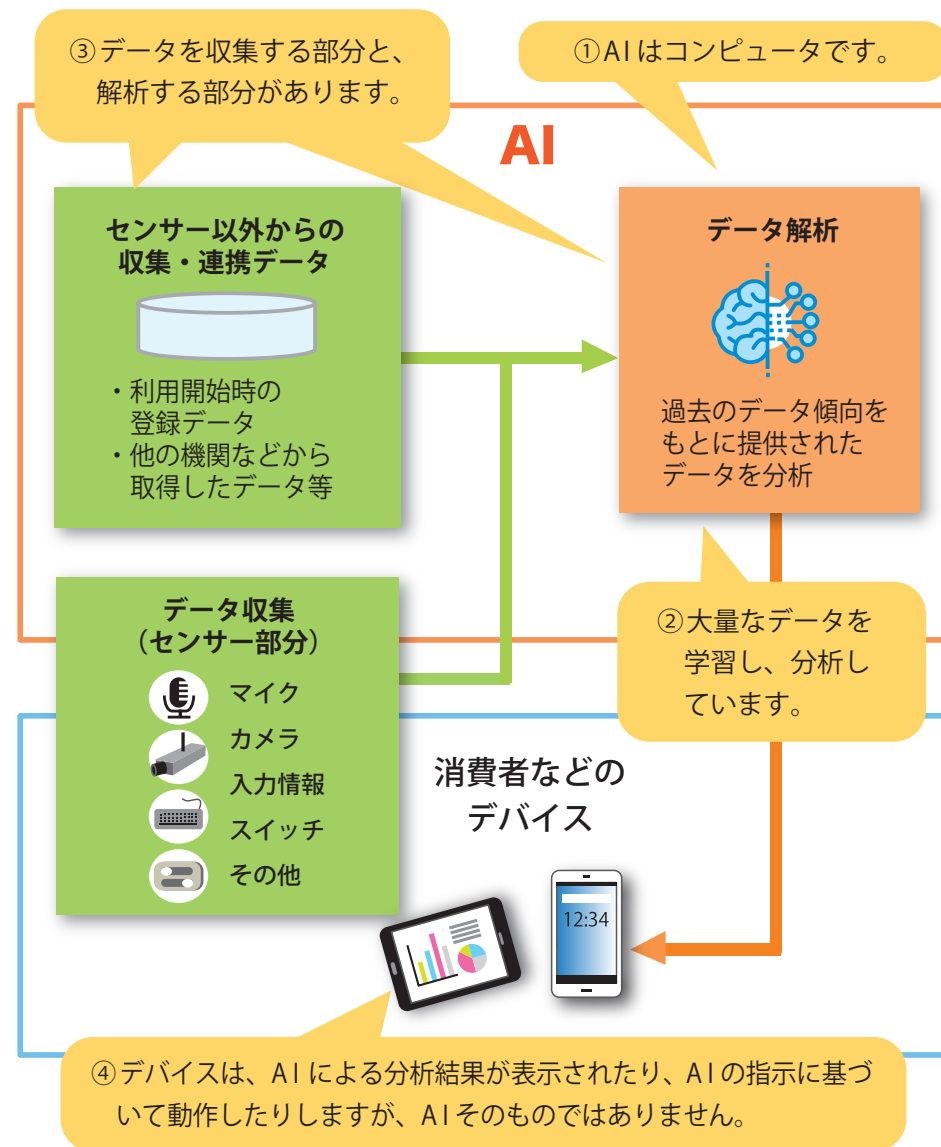 ③データを収集する部分と、
解析する部分があります。
①AIはコンピュータです。
AI
センサー以外からの
収集・連携データ
・利用開始時の
登録データ
・他の機関などから
取得したデータ等
データ解析
過去のデータ傾向を
もとに提供された
データを分析
データ収集
（センサー部分）
マイク
カメラ
入力情報
スイッチ
その他
②大量なデータを
学習し、分析し
ています。
消費者などの
デバイス
12:34
④デバイスは、AIによる分析結果が表示されたり、AIの指示に基づ
いて動作したりしますが、AIそのものではありません。